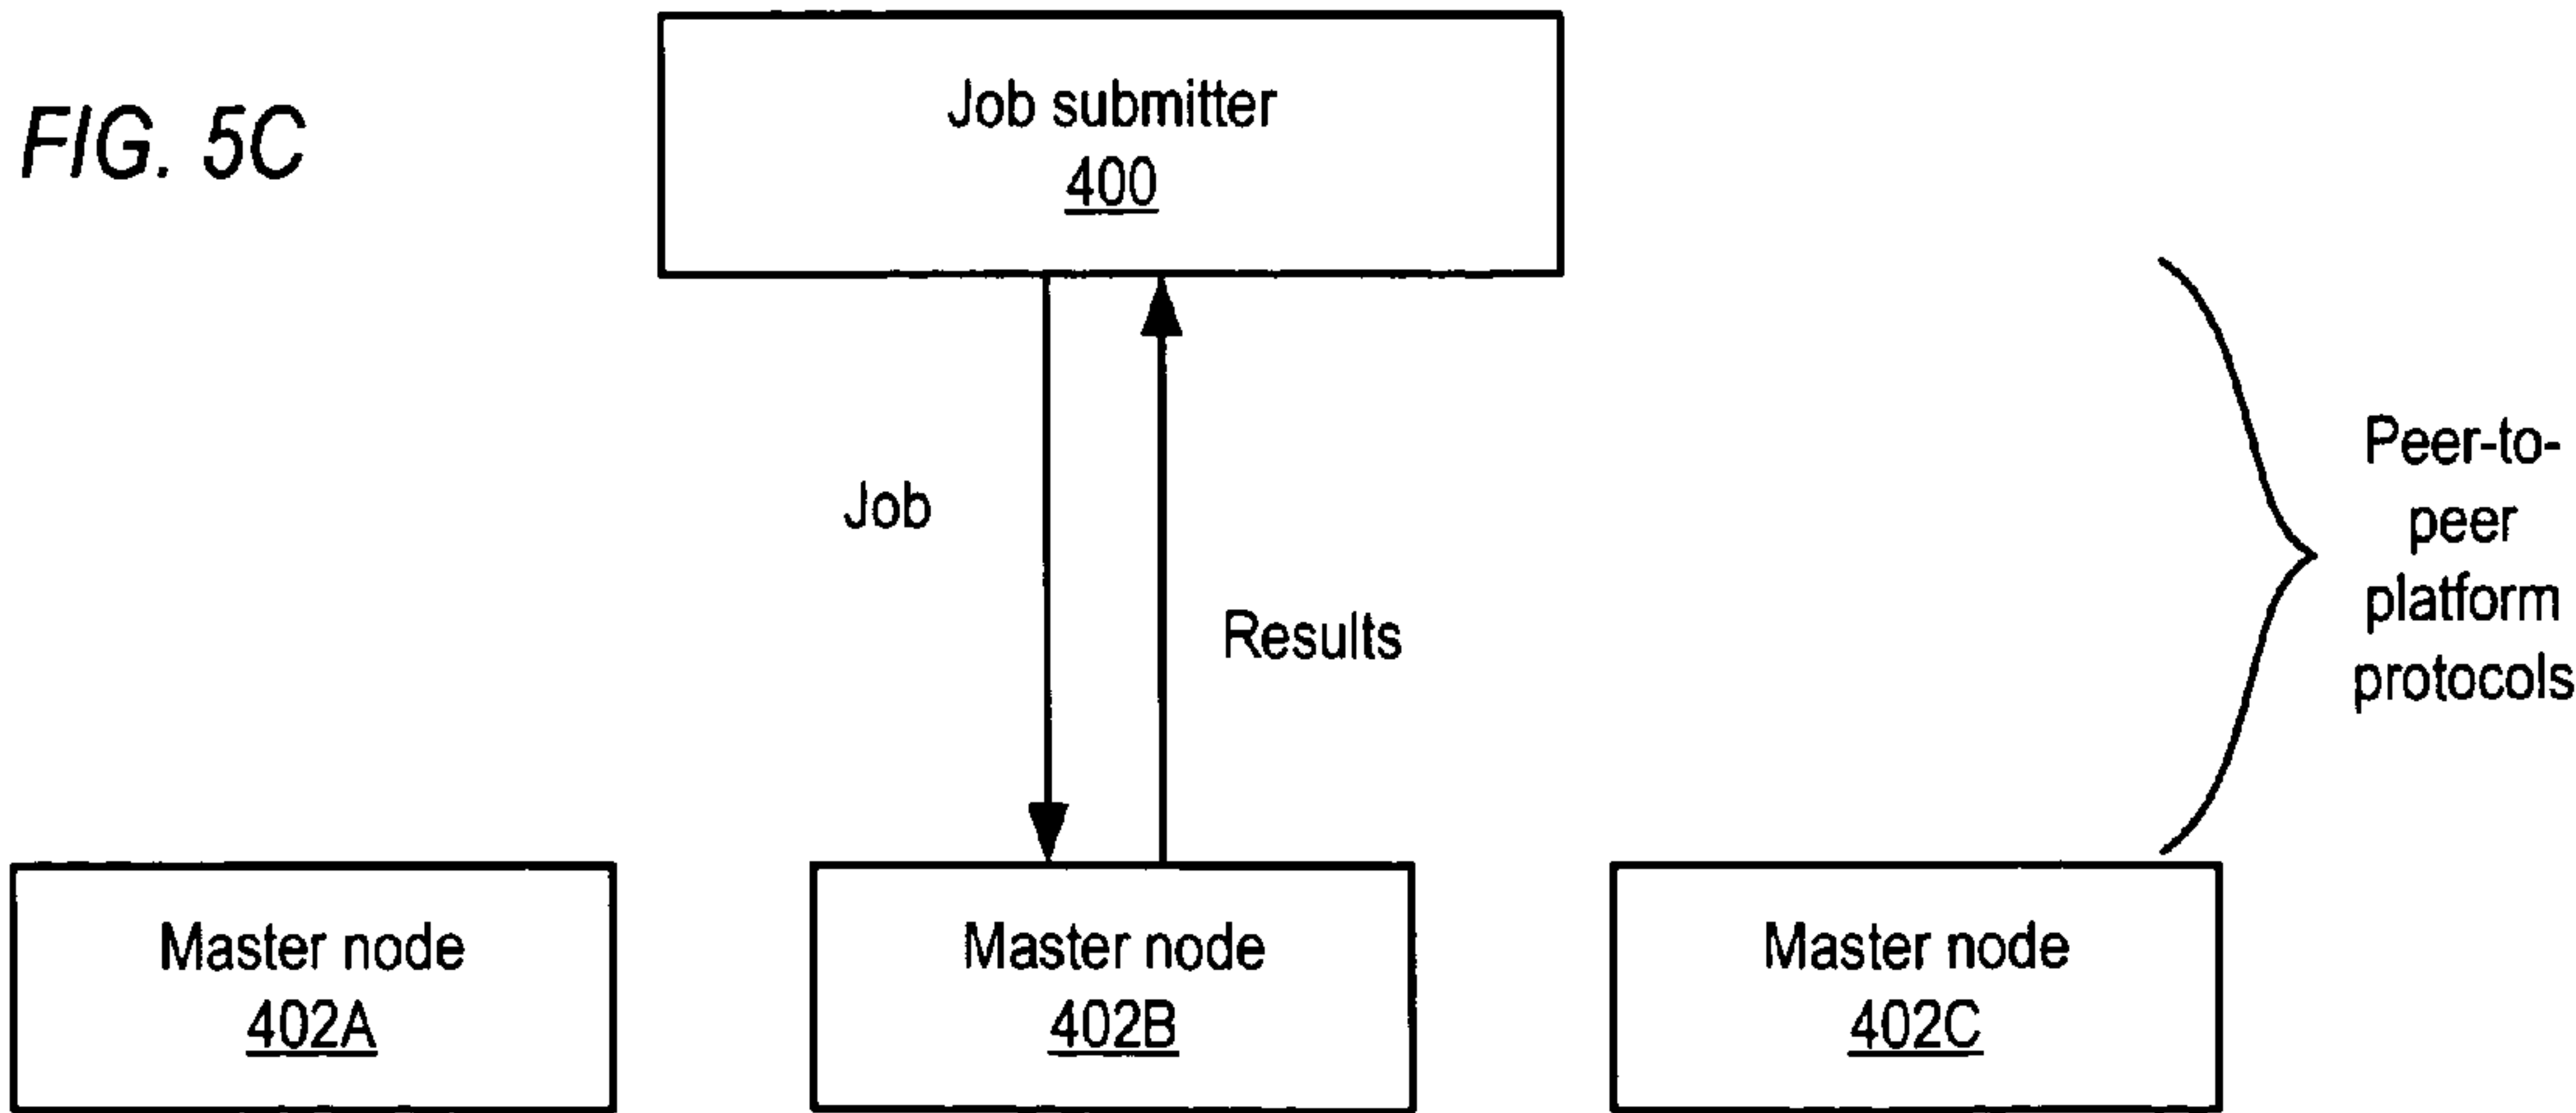 FIG. 5C
Job submitter
400
Job
Results
Peer-to-
peer
platform
protocols
Master node
402A
Master node
402B
Master node
402C